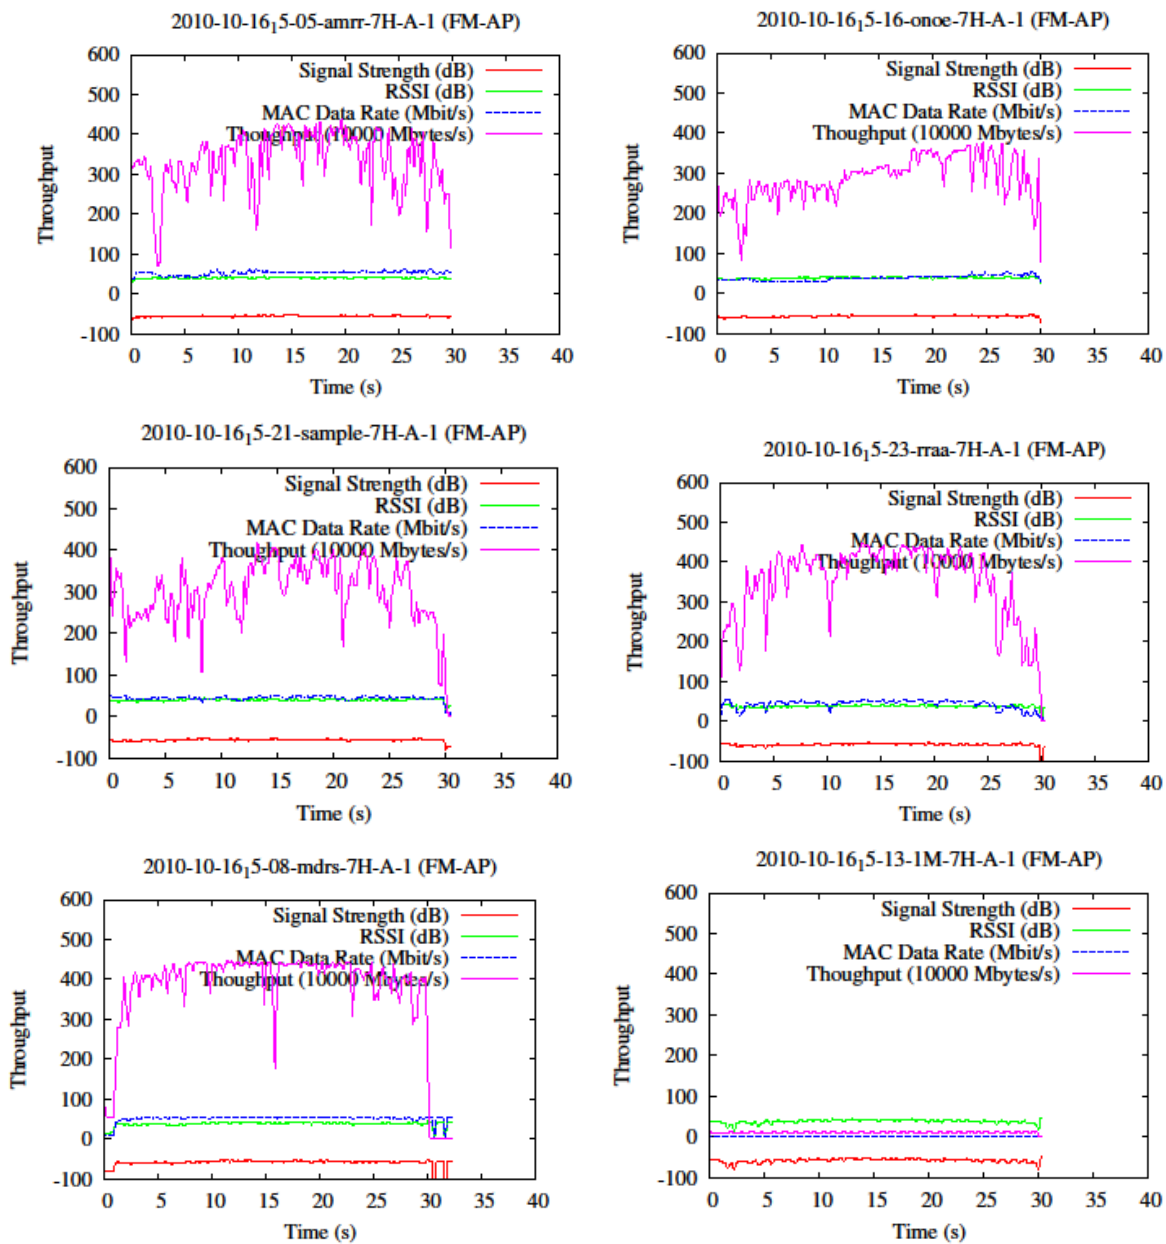 2010-10-16₁5-05-amrr-7H-A-1 (FM-AP)
600
500
400
300
200
100
0
-100
Throughput
Signal Strength (dB)
RSSI (dB)
MAC Data Rate (Mbit/s)
Thoughput (10000 Mbytes/s)
0 5 10 15 20 25 30 35 40
Time (s)
2010-10-16₁5-16-onoe-7H-A-1 (FM-AP)
600
500
400
300
200
100
0
-100
Throughput
Signal Strength (dB)
RSSI (dB)
MAC Data Rate (Mbit/s)
Thoughput (10000 Mbytes/s)
0 5 10 15 20 25 30 35 40
Time (s)
2010-10-16₁5-21-sample-7H-A-1 (FM-AP)
600
500
400
300
200
100
0
-100
Throughput
Signal Strength (dB)
RSSI (dB)
MAC Data Rate (Mbit/s)
Thoughput (10000 Mbytes/s)
0 5 10 15 20 25 30 35 40
Time (s)
2010-10-16₁5-23-rraa-7H-A-1 (FM-AP)
600
500
400
300
200
100
0
-100
Throughput
Signal Strength (dB)
RSSI (dB)
MAC Data Rate (Mbit/s)
Thoughput (10000 Mbytes/s)
0 5 10 15 20 25 30 35 40
Time (s)
2010-10-16₁5-08-mdrs-7H-A-1 (FM-AP)
600
500
400
300
200
100
0
-100
Throughput
Signal Strength (dB)
RSSI (dB)
MAC Data Rate (Mbit/s)
Thoughput (10000 Mbytes/s)
0 5 10 15 20 25 30 35 40
Time (s)
2010-10-16₁5-13-1M-7H-A-1 (FM-AP)
600
500
400
300
200
100
0
-100
Throughput
Signal Strength (dB)
RSSI (dB)
MAC Data Rate (Mbit/s)
Thoughput (10000 Mbytes/s)
0 5 10 15 20 25 30 35 40
Time (s)